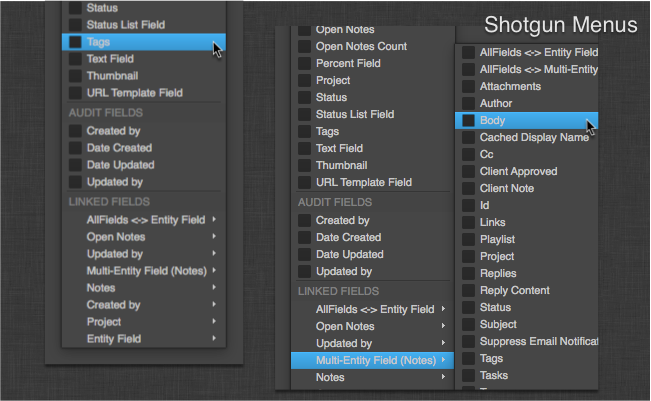 Shotgun Menus
Status
Status List Field
Tags
Text Field
Thumbnail
URL Template Field
AUDIT FIELDS
Created by
Date Created
Date Updated
Updated by
LINKED FIELDS
AllFields <-> Entity Field
Open Notes
Updated by
Multi-Entity Field (Notes)
Notes
Created by
Project
Entity Field
Open Notes
Open Notes Count
Percent Field
Project
Status
Status List Field
Tags
Text Field
Thumbnail
URL Template Field
AUDIT FIELDS
Created by
Date Created
Date Updated
Updated by
LINKED FIELDS
AllFields <-> Entity Field
Open Notes
Updated by
Multi-Entity Field (Notes)
Notes
AllFields <-> Entity Field
AllFields <-> Multi-Entity
Attachments
Author
Body
Cached Display Name
Cc
Client Approved
Client Note
Id
Links
Playlist
Project
Replies
Reply Content
Status
Subject
Suppress Email Notifica
Tags
Tasks